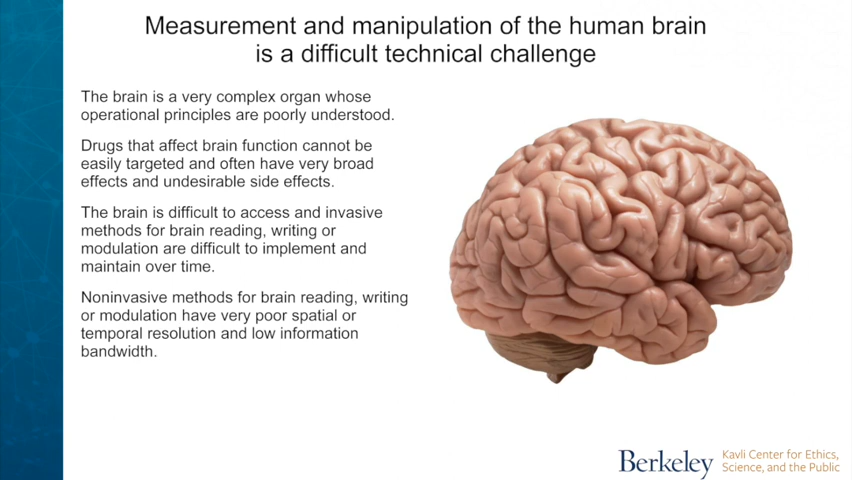 Measurement and manipulation of the human brain
is a difficult technical challenge
The brain is a very complex organ whose
operational principles are poorly understood.
Drugs that affect brain function cannot be
easily targeted and often have very broad
effects and undesirable side effects.
The brain is difficult to access and invasive
methods for brain reading, writing or
modulation are difficult to implement and
maintain over time.
Noninvasive methods for brain reading, writing
or modulation have very poor spatial or
temporal resolution and low information
bandwidth.
Berkeley
Kavli Center for Ethics,
Science, and the Public